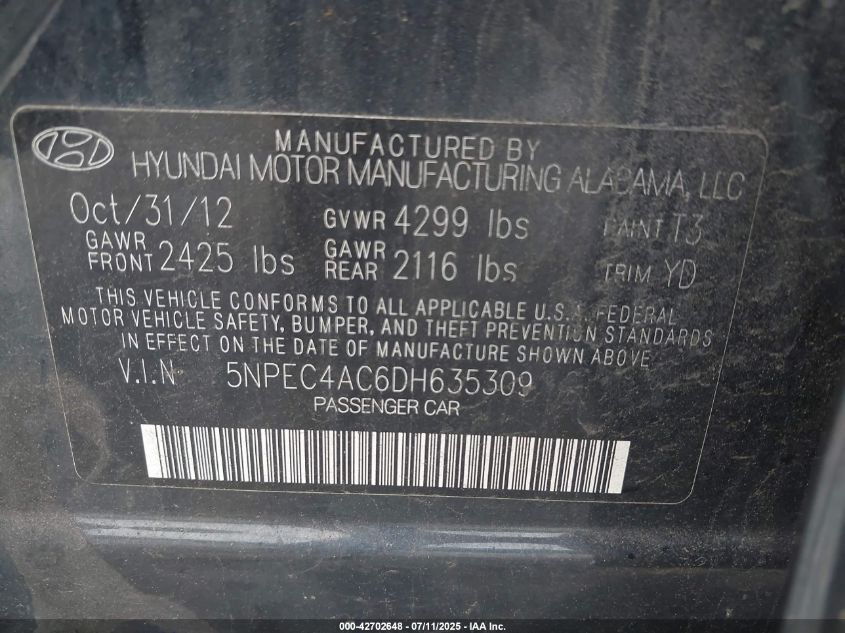 MANUFACTURED BY
HYUNDAI MOTOR MANUFACTURING ALABAMA, LLC
Oct/31/12 GVWR 4299 lbs PAINT T3
GAWR FRONT 2425 lbs GAWR REAR 2116 lbs TRIM YD
THIS VEHICLE CONFORMS TO ALL APPLICABLE U.S.A. FEDERAL
MOTOR VEHICLE SAFETY, BUMPER, AND THEFT PREVENTION STANDARDS
IN EFFECT ON THE DATE OF MANUFACTURE SHOWN ABOVE
V.I.N 5NPEC4AC6DH635309
PASSENGER CAR
000-42702648 - 07/11/2025 - IAA Inc.